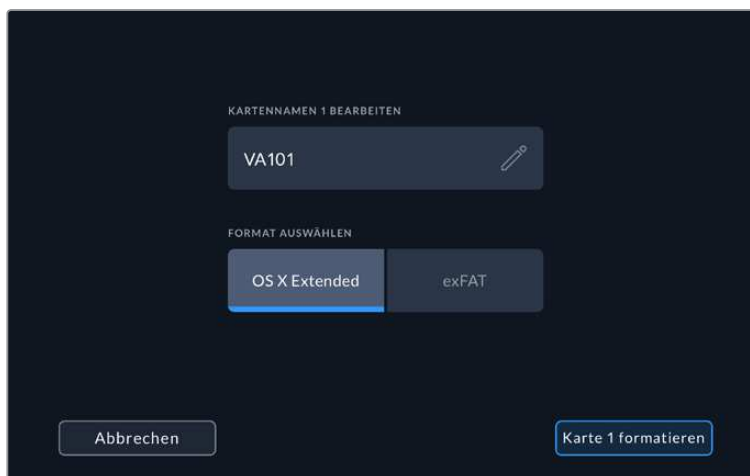 KARTENNAMEN 1 BEARBEITEN
VA101
FORMAT AUSWÄHLEN
OS X Extended exFAT
Abbrechen Karte 1 formatieren